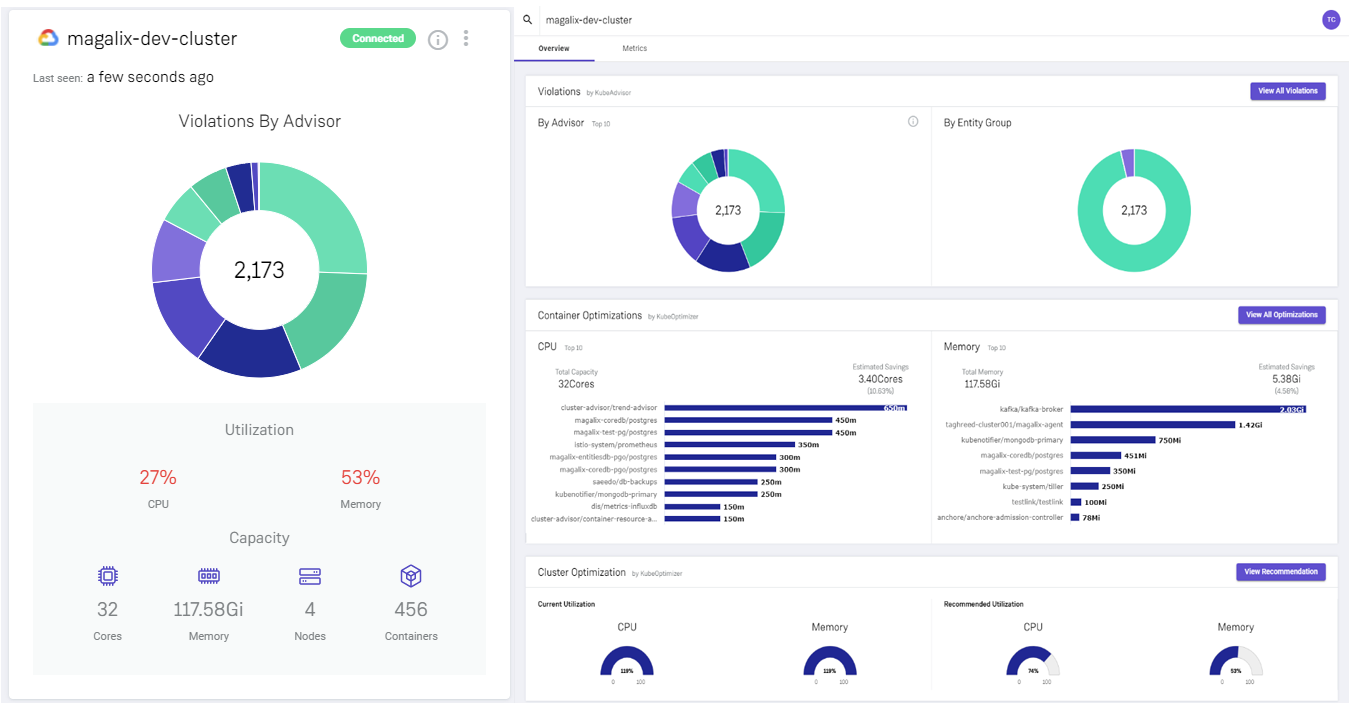 magalix-dev-cluster
Connected
Last seen: a few seconds ago
Violations By Advisor
2,173
Utilization
27%
53%
CPU
Memory
Capacity
32
117.58Gi
4
456
Cores
Memory
Nodes
Containers
magalix-dev-cluster
TC
Overview
Metrics
Violations by KubeAdvisor
View All Violations
By Advisor Top 10
By Entity Group
2,173
2,173
Container Optimizations by KubeOptimizer
View All Optimizations
CPU Top 10
Total Capacity
32Cores
Estimated Savings
3.40Cores
(10.63%)
cluster-advisor/trend-advisor 650m
magalix-coredb/postgres 450m
magalix-test-pg/postgres 450m
istio-system/prometheus 350m
magalix-entitiesdb-pgo/postgres 300m
magalix-coredb-pgo/postgres 300m
saeedo/db-backups 250m
kubenotifier/mongodb-primary 250m
dis/metrics-influxdb 150m
cluster-advisor/container-resource-a... 150m
Memory Top 10
Total Memory
117.58Gi
Estimated Savings
5.38Gi
(4.58%)
kafka/kafka-broker 2.03Gi
taghreed-cluster001/magalix-agent 1.42Gi
kubenotifier/mongodb-primary 750Mi
magalix-coredb/postgres 451Mi
magalix-test-pg/postgres 350Mi
kube-system/tiller 250Mi
testlink/testlink 100Mi
anchore/anchore-admission-controller 78Mi
Cluster Optimization by KubeOptimizer
View Recommendation
Current Utilization
CPU
Memory
119%
119%
0 100
0 100
Recommended Utilization
CPU
Memory
74%
53%
0 100
0 100